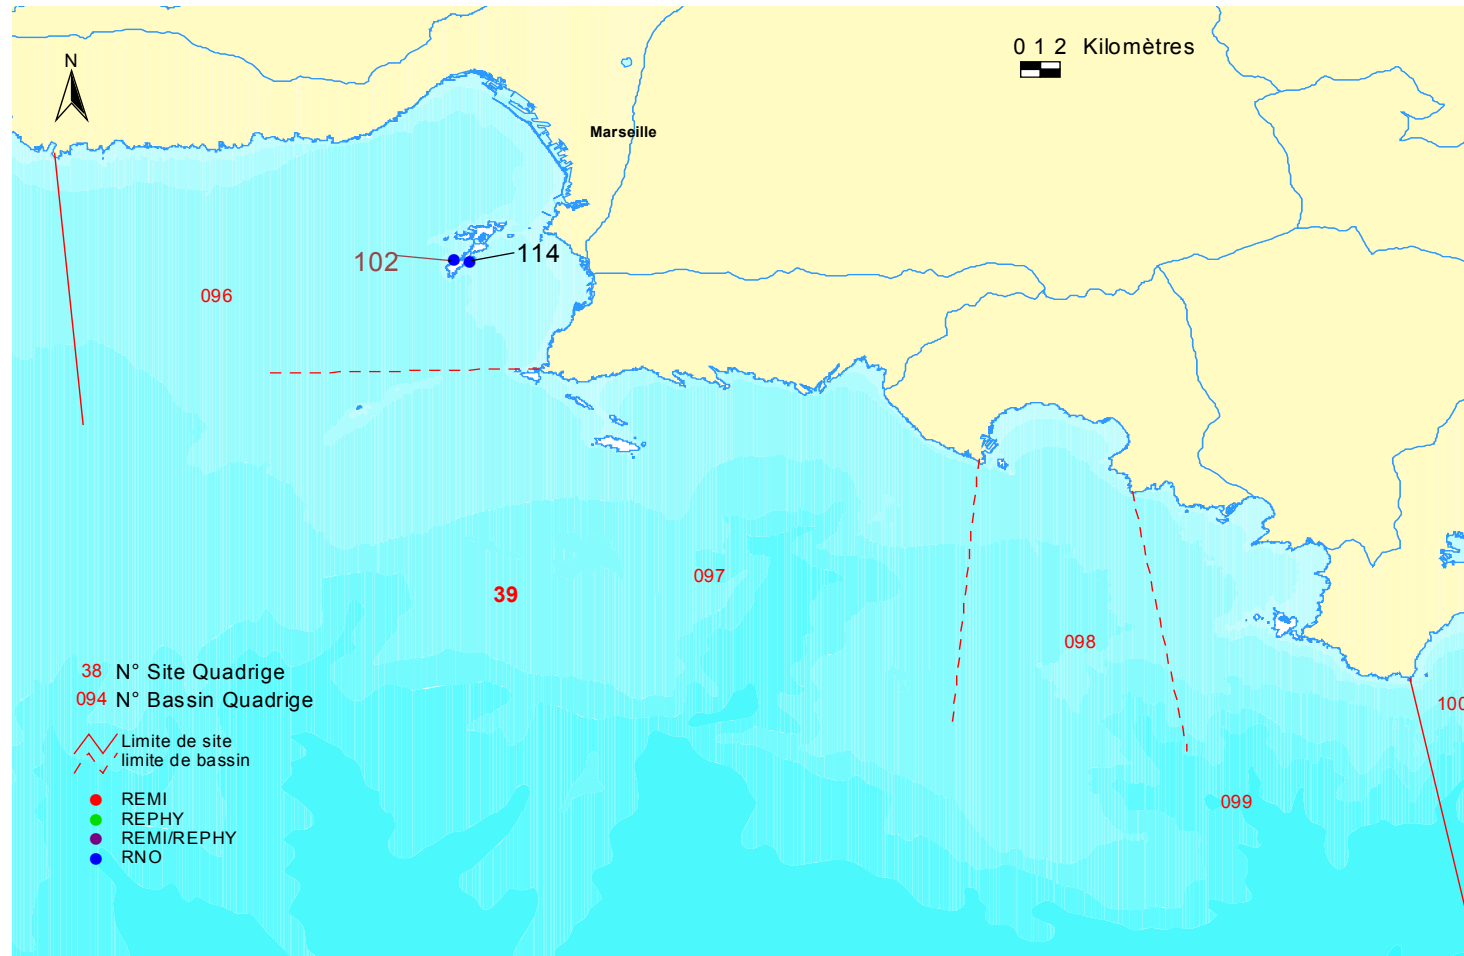 0 1 2 Kilomètres
N
Marseille
102
114
096
097
39
098
38 N° Site Quadrige
094 N° Bassin Quadrige
100
Limite de site
limite de bassin
099
REMI
REPHY
REMI/REPHY
RNO